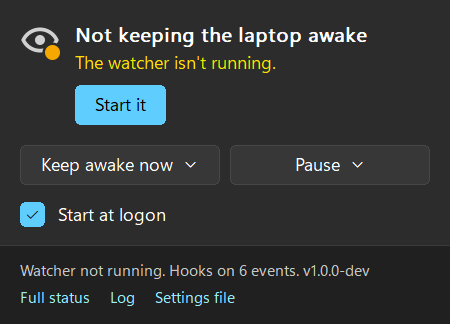 Not keeping the laptop awake
The watcher isn't running.
Start it
Keep awake now
Pause
Start at logon
Watcher not running. Hooks on 6 events. v1.0.0-dev
Full status Log Settings file